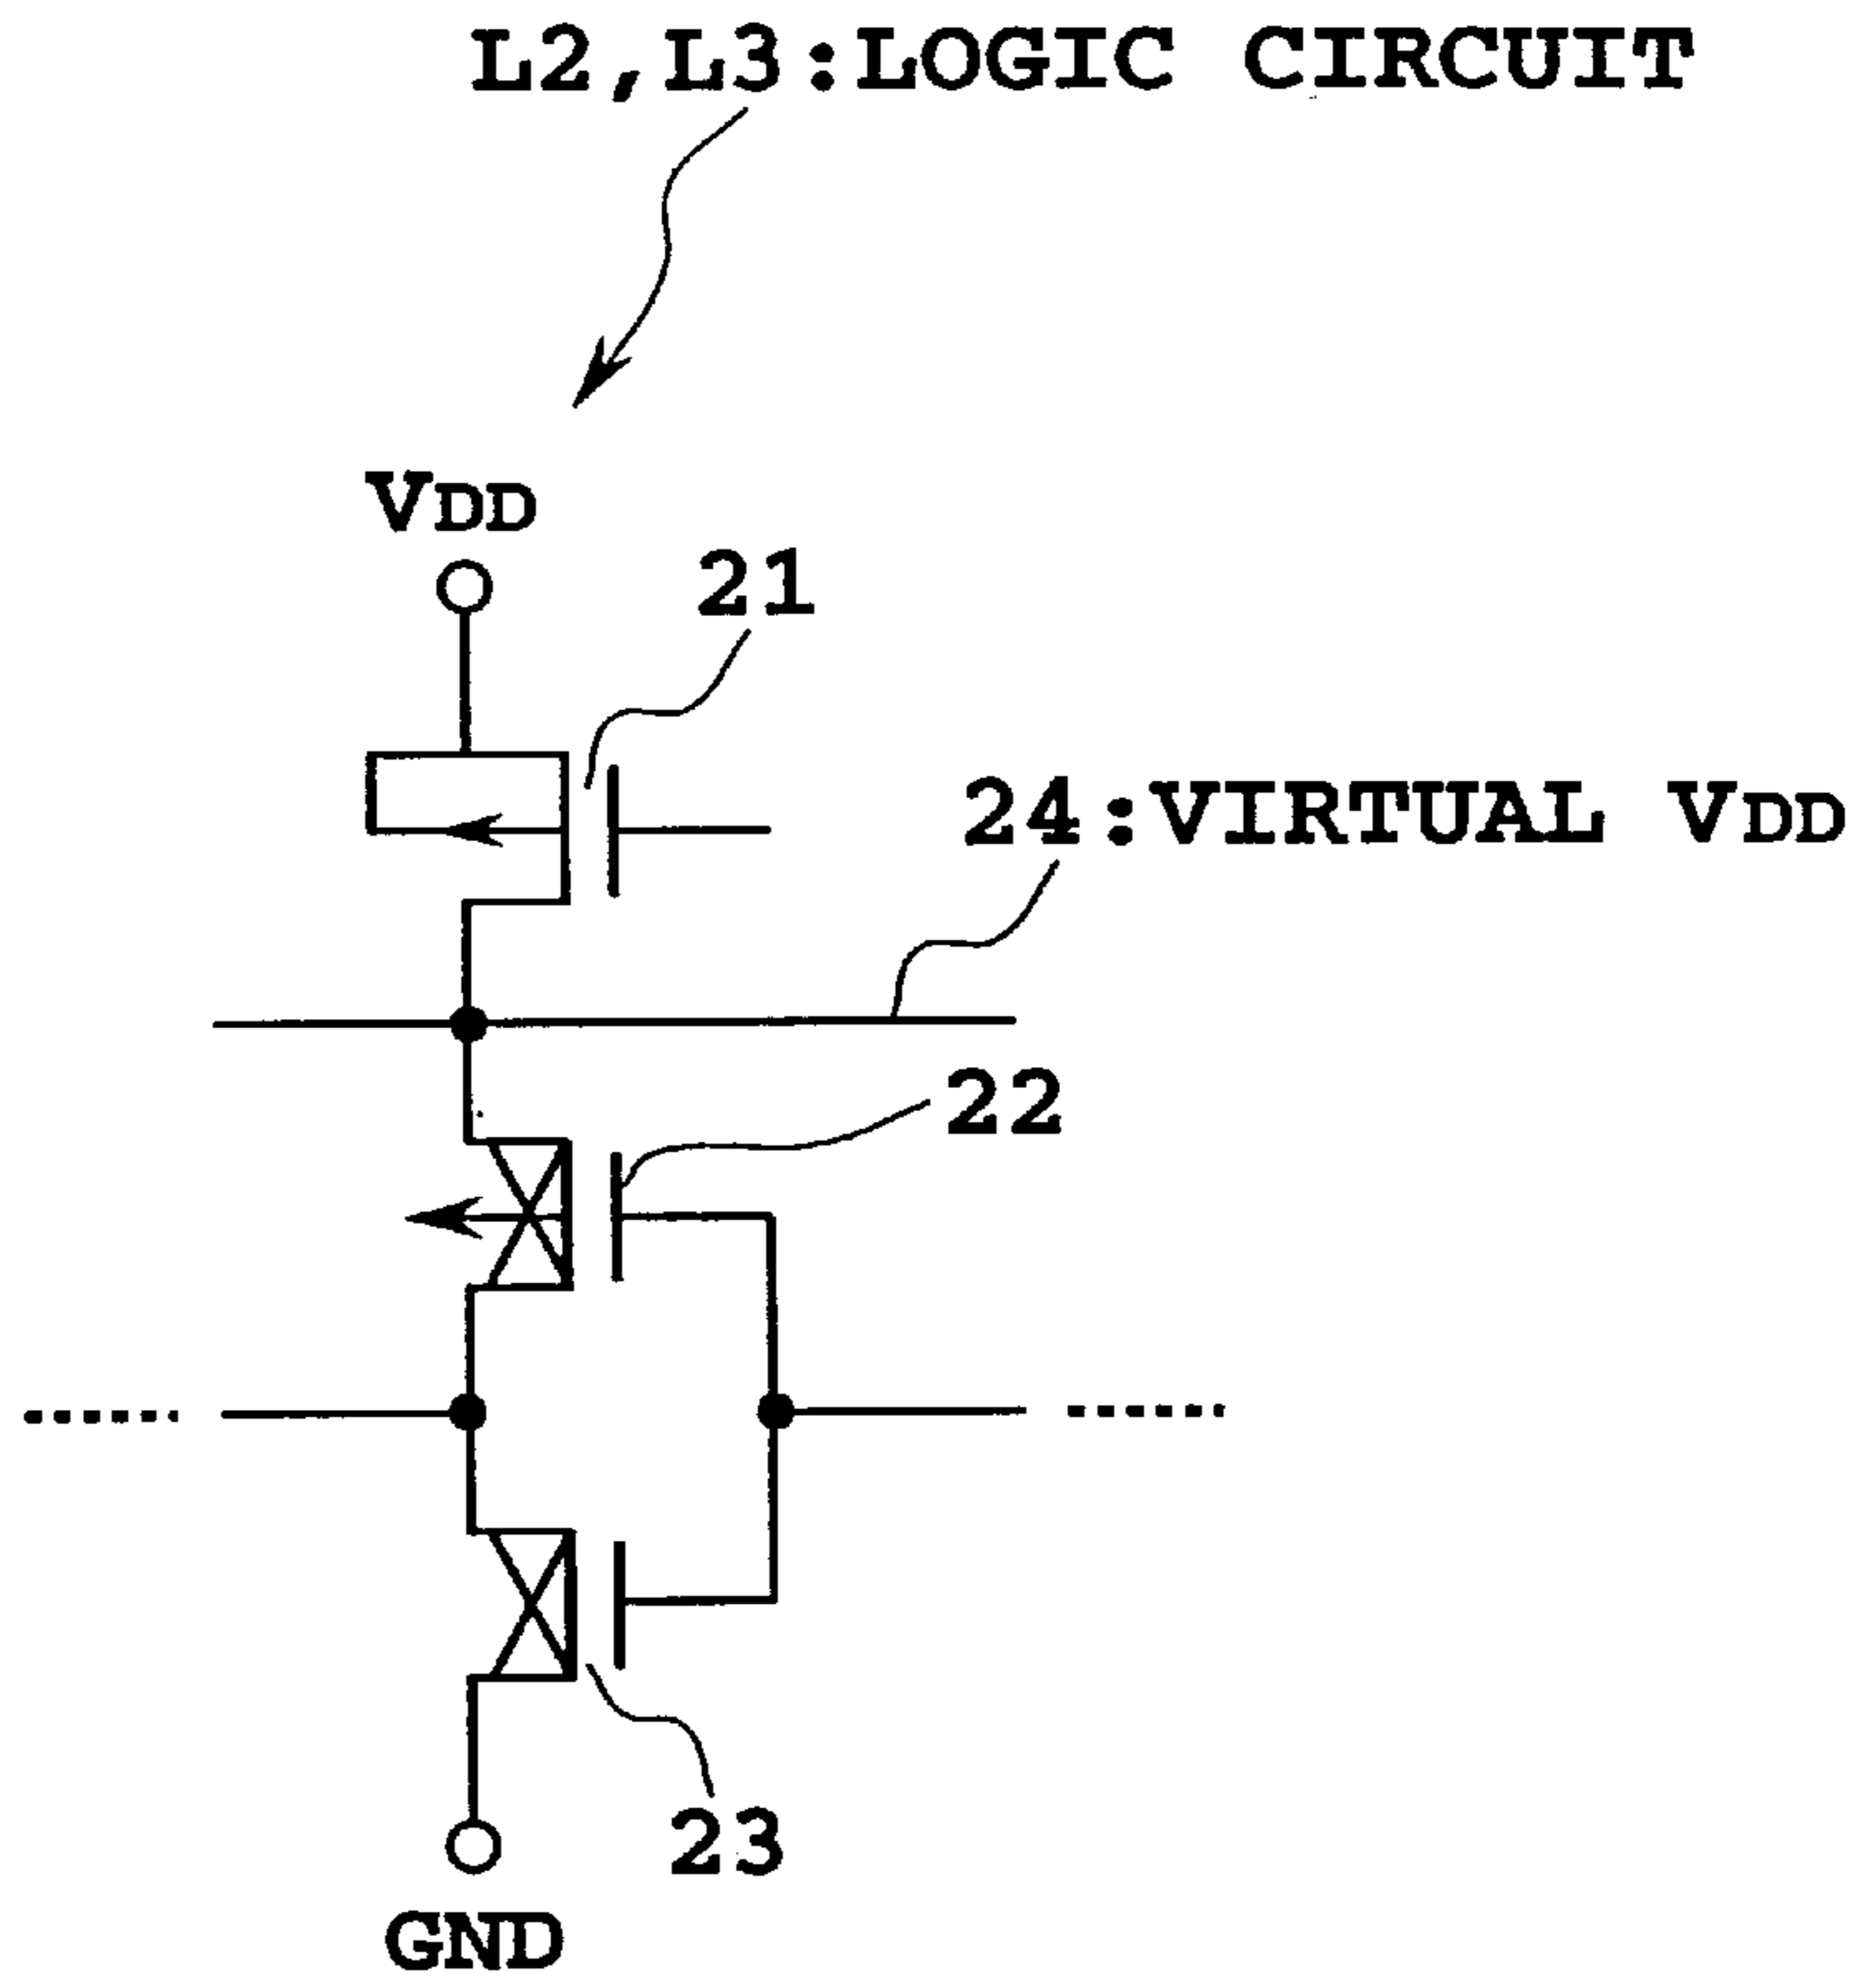 L2,L3:LOGIC CIRCUIT
VDD
21
24:VIRTUAL VDD
22
23
GND